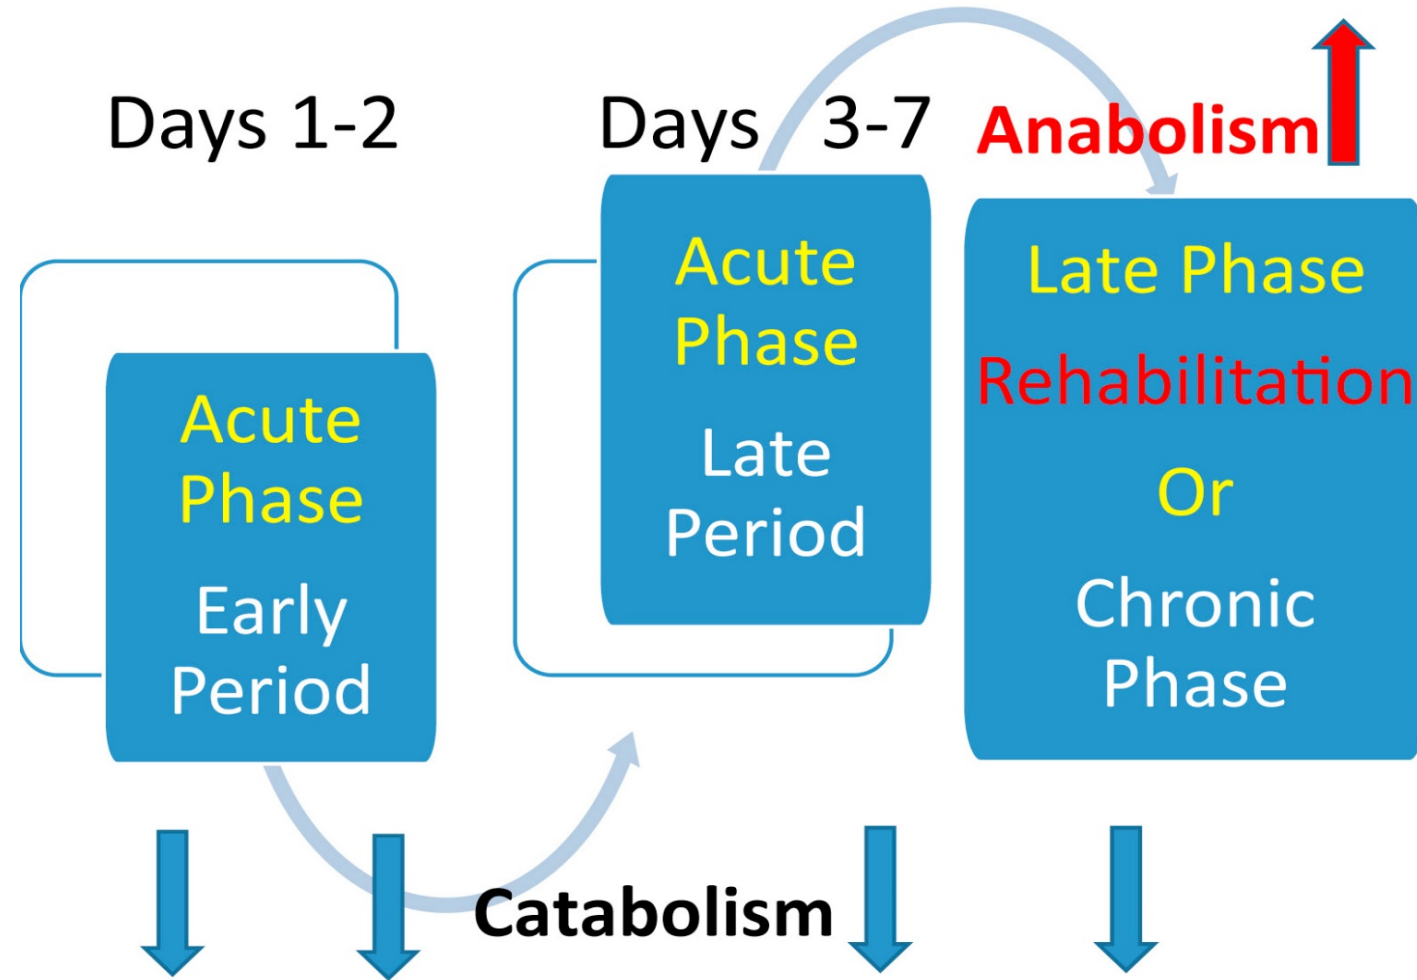 Days 1-2
Acute
Phase
Early
Period
Days 3-7
Acute
Phase
Late
Period
Anabolism
Late Phase
Rehabilitation
Or
Chronic
Phase
Catabolism